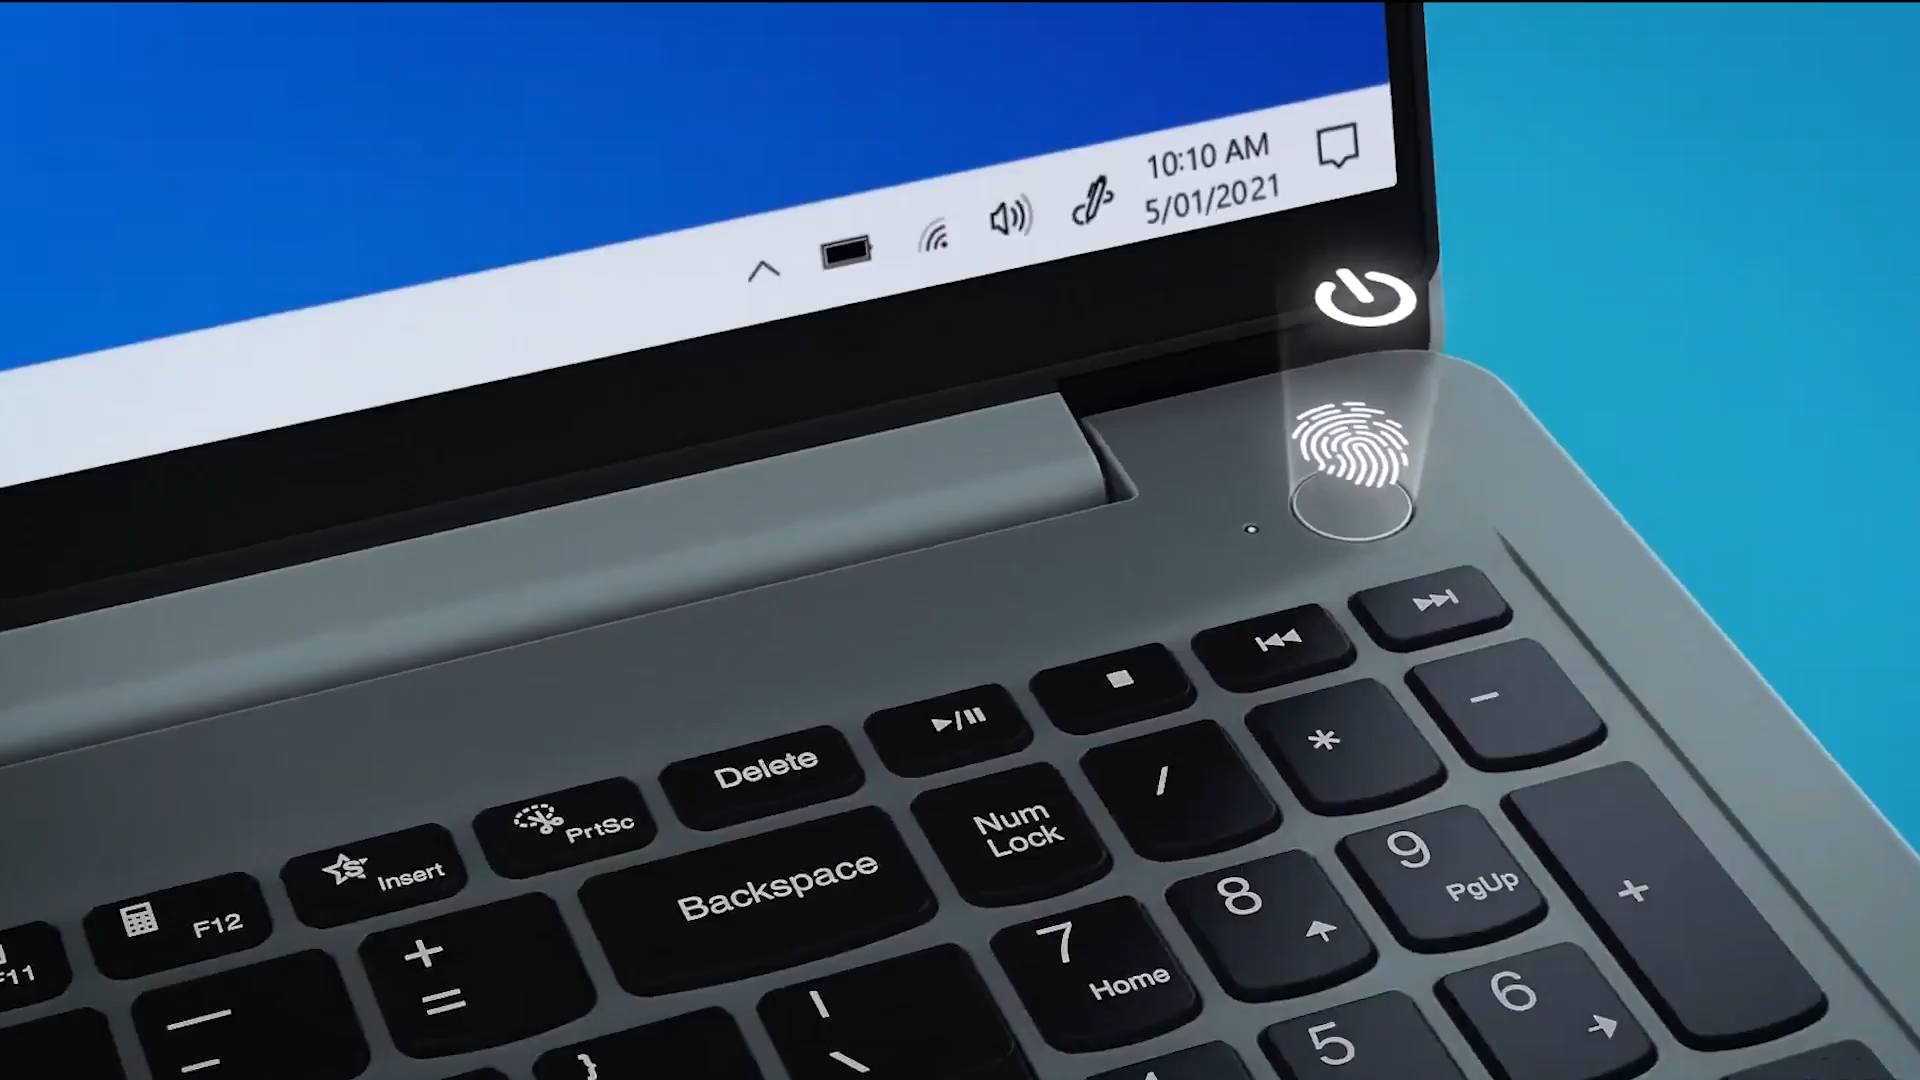 10:10 AM
5/01/2021
Delete
PrtSc
Insert
F12
F11
Num
Lock
/
*
-
Backspace
+
=
7
Home
8
9
PgUp
+
5
6